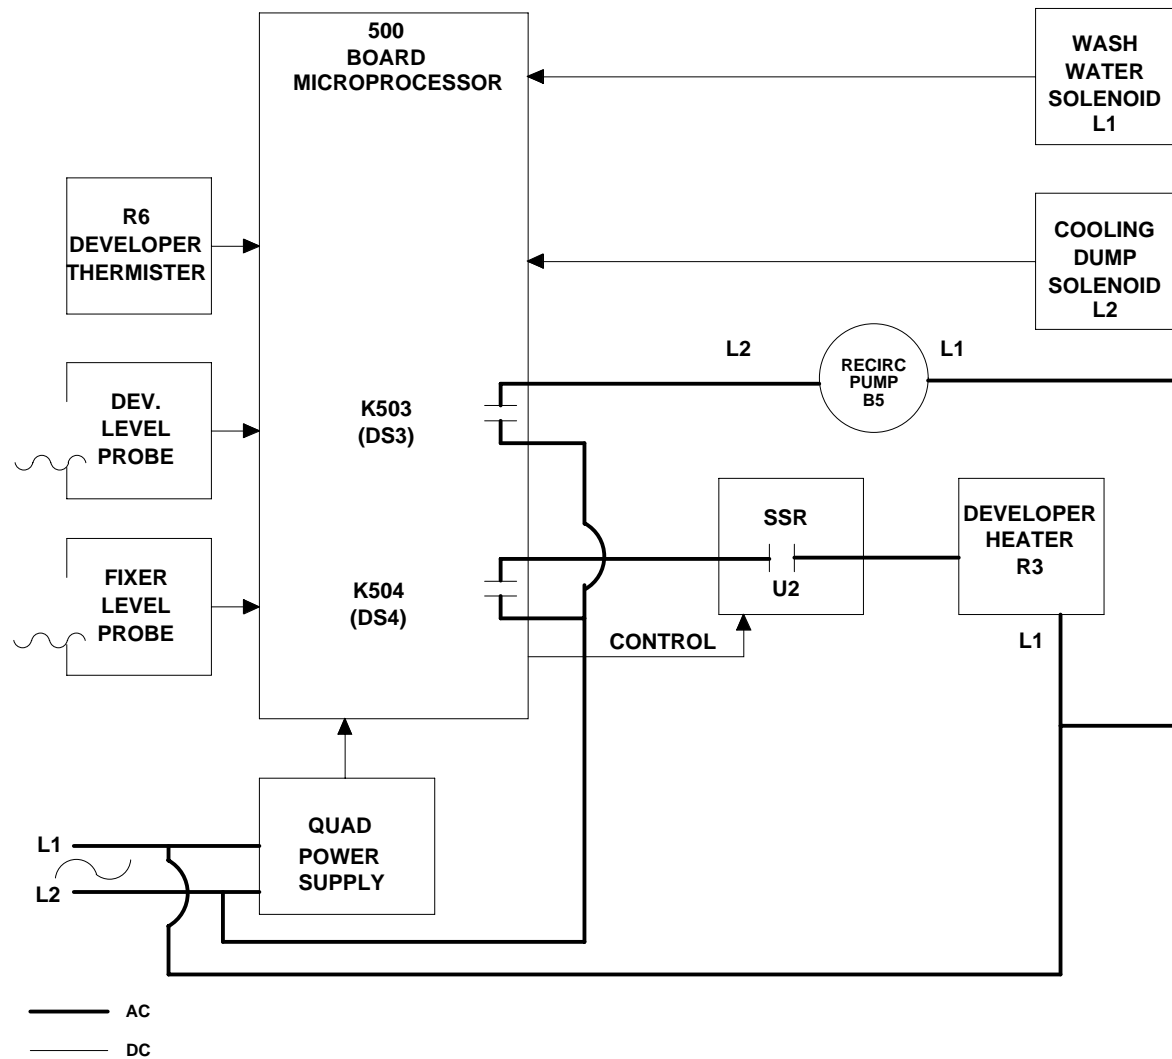 500
BOARD
MICROPROCESSOR
WASH
WATER
SOLENOID
L1
R6
DEVELOPER
THERMISTER
COOLING
DUMP
SOLENOID
L2
L2
L1
RECIRC
PUMP
B5
DEV.
LEVEL
PROBE
K503
(DS3)
SSR
U2
DEVELOPER
HEATER
R3
FIXER
LEVEL
PROBE
K504
(DS4)
CONTROL
L1
QUAD
POWER
SUPPLY
L1
L2
AC
DC